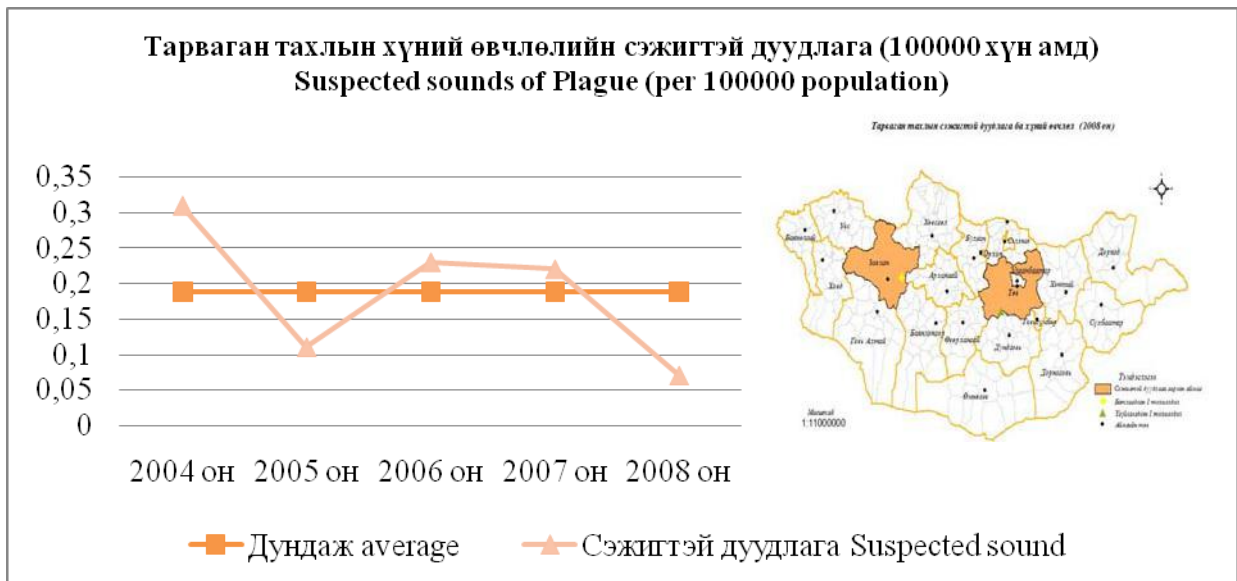 Тарваган тахлын хүний өвчлөлийн сэжигтэй дуудлага (100000 хүн амд)
Suspected sounds of Plague (per 100000 population)
Тарваган тахлын сэжигтэй дуудлага ба хүний өвчлөл (2008 он)
0,35
0,3
0,25
0,2
0,15
0,1
0,05
0
2004 он
2005 он
2006 он
2007 он
2008 он
Увс
Хөвсгөл
Булган
Орхон
Дорнод
Завхан
Улаанбаатар
Ховд
Архангай
Төв
Хэнтий
Сүхбаатар
Говь Алтай
Баянхонгор
Өвөрхангай
Дундговь
Дорноговь
Өмнөговь
Масштаб
1:11000000
Дундаж average
Сэжигтэй дуудлага Suspected sound